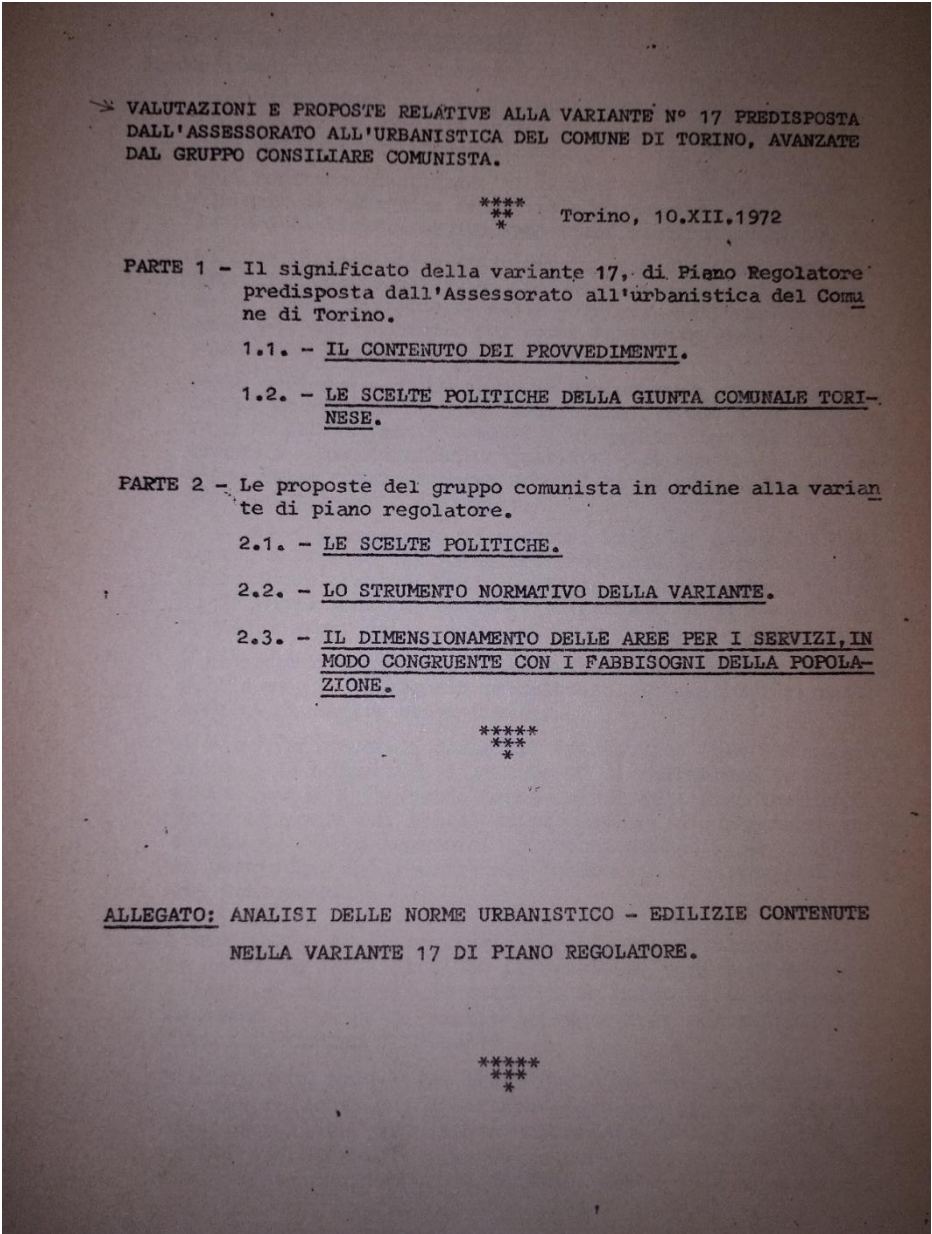 VALUTAZIONI E PROPOSTE RELATIVE ALLA VARIANTE N° 17 PREDISPOSTA
DALL'ASSESSORATO ALL'URBANISTICA DEL COMUNE DI TORINO, AVANZATE
DAL GRUPPO CONSILIARE COMUNISTA.
****
**
*
Torino, 10.XII.1972
PARTE 1 - Il significato della variante 17, di Piano Regolatore
predisposta dall'Assessorato all'urbanistica del Comu
ne di Torino.
1.1. - IL CONTENUTO DEI PROVVEDIMENTI.
1.2. - LE SCELTE POLITICHE DELLA GIUNTA COMUNALE TORI-
NESE.
PARTE 2 - Le proposte del gruppo comunista in ordine alla varian
te di piano regolatore.
2.1. - LE SCELTE POLITICHE.
2.2. - LO STRUMENTO NORMATIVO DELLA VARIANTE.
2.3. - IL DIMENSIONAMENTO DELLE AREE PER I SERVIZI, IN
MODO CONGRUENTE CON I FABBISOGNI DELLA POPOLA-
ZIONE.
*****
***
*
ALLEGATO: ANALISI DELLE NORME URBANISTICO - EDILIZIE CONTENUTE
NELLA VARIANTE 17 DI PIANO REGOLATORE.
*****
***
*